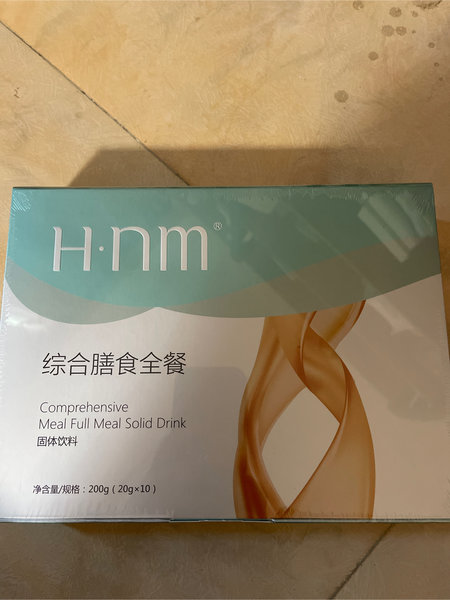 H·nm®
综合膳食全餐
Comprehensive
Meal Full Meal Solid Drink
固体饮料
净含量/规格：200g（20g×10）